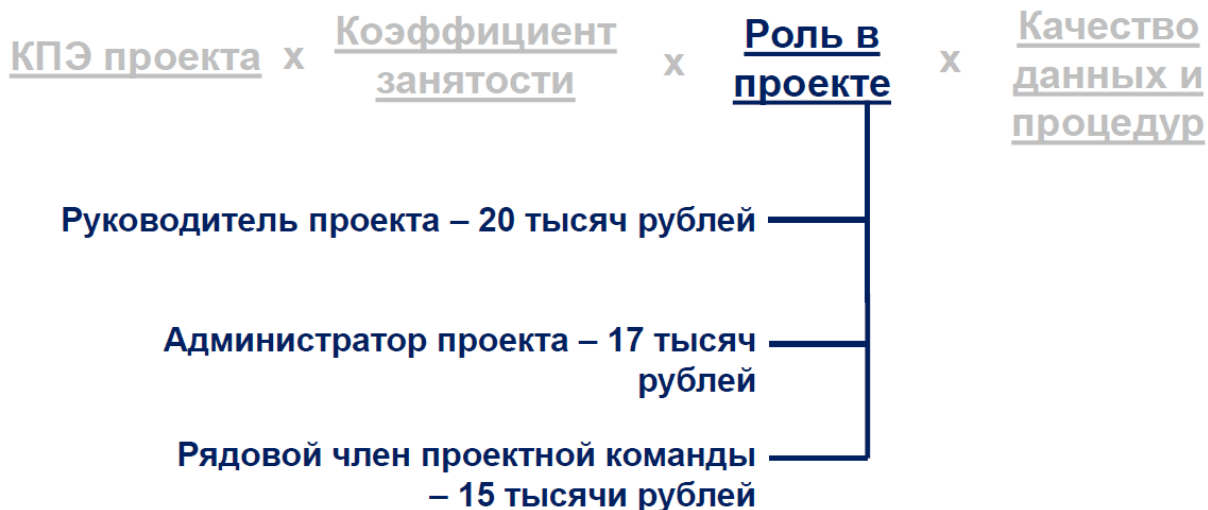 КПЭ проекта х Коэффициент занятости х Роль в проекте х Качество данных и процедур
Руководитель проекта – 20 тысяч рублей
Администратор проекта – 17 тысяч
рублей
Рядовой член проектной команды
– 15 тысячи рублей